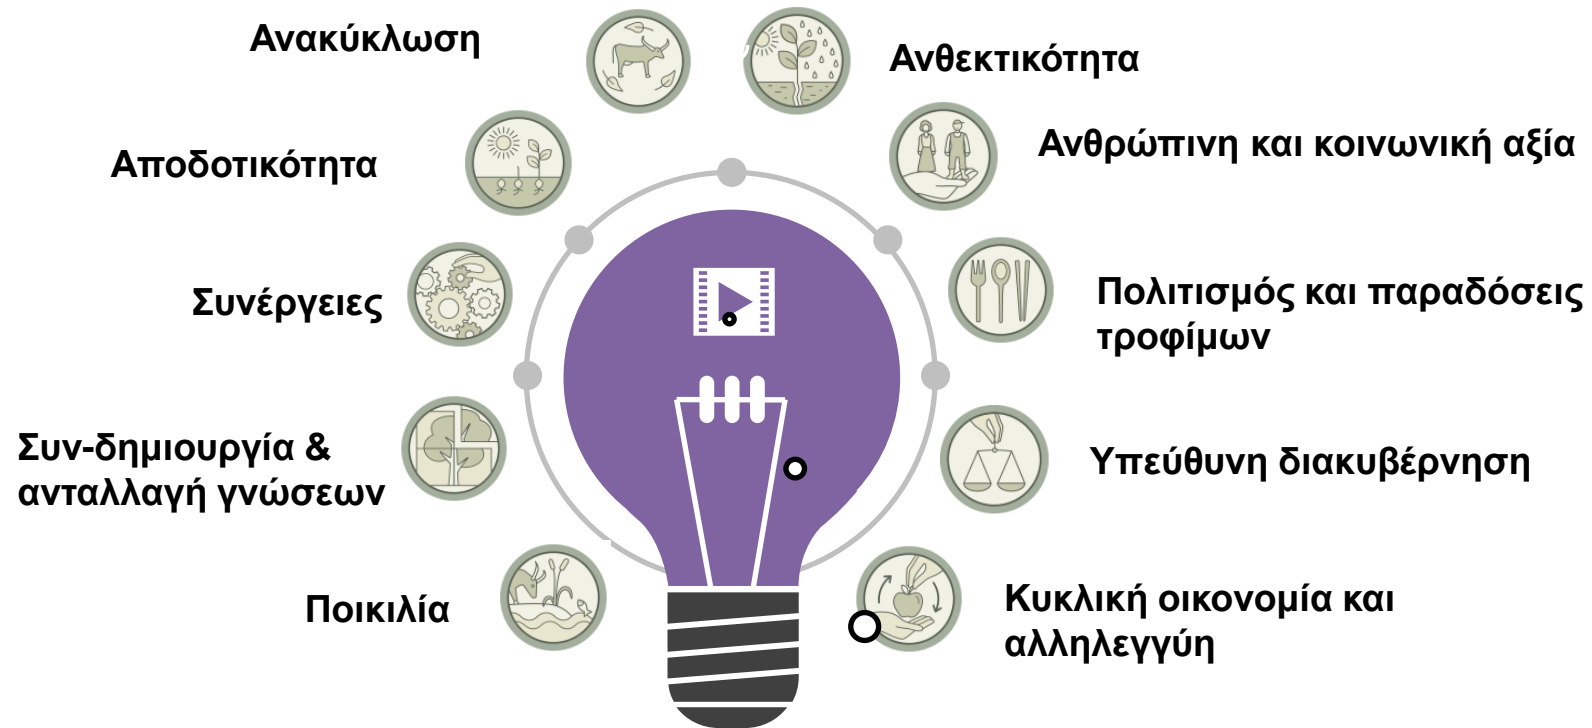 Ανακύκλωση
Ανθεκτικότητα
Αποδοτικότητα
Ανθρώπινη και κοινωνική αξία
Συνέργειες
Πολιτισμός και παραδόσεις
τροφίμων
Συν-δημιουργία &
ανταλλαγή γνώσεων
Υπεύθυνη διακυβέρνηση
Ποικιλία
Κυκλική οικονομία και
αλληλεγγύη